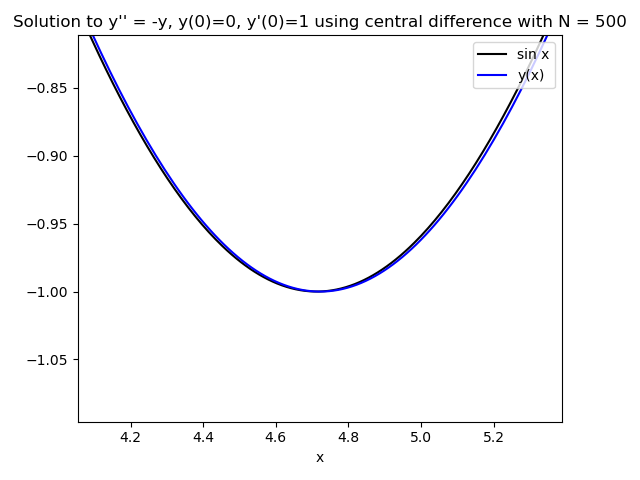 Solution to y'' = -y, y(0)=0, y'(0)=1 using central difference with N = 500
sin x
y(x)
−0.85
−0.90
−0.95
−1.00
−1.05
4.2 4.4 4.6 4.8 5.0 5.2
x